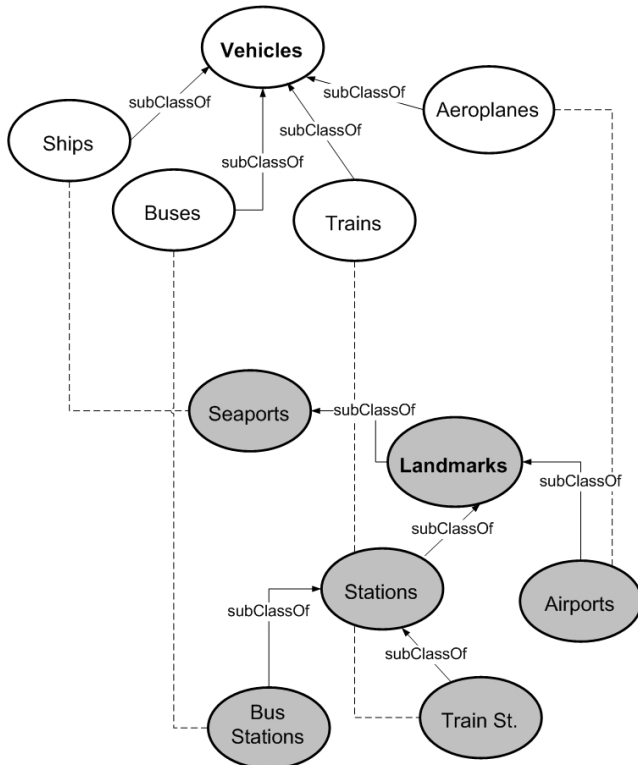 Vehicles
subClassOf
subClassOf
Aeroplanes
subClassOf
Ships
subClassOf
Buses
Trains
Seaports
subClassOf
Landmarks
subClassOf
subClassOf
Stations
Airports
subClassOf
subClassOf
Bus
Stations
Train St.